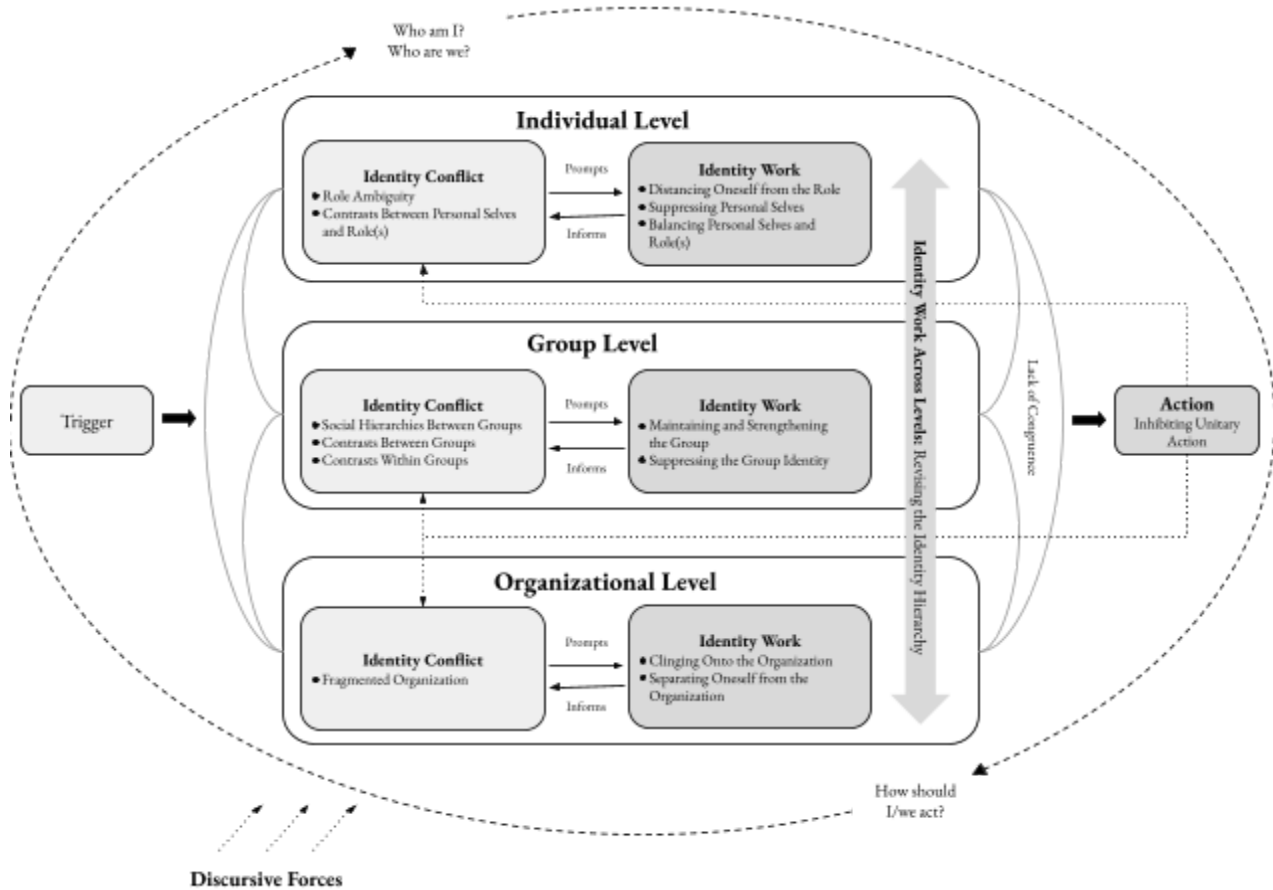 Who am I?
Who are we?
Individual Level
Identity Conflict
• Role Ambiguity
• Contrasts Between Personal Selves
and Role(s)
Prompts
Informs
Identity Work
• Distancing Oneself from the Role
• Suppressing Personal Selves
• Balancing Personal Selves and
Role(s)
Group Level
Identity Conflict
• Social Hierarchies Between Groups
• Contrasts Between Groups
• Contrasts Within Groups
Prompts
Informs
Identity Work
• Maintaining and Strengthening
the Group
• Suppressing the Group Identity
Organizational Level
Identity Conflict
• Fragmented Organization
Prompts
Informs
Identity Work
• Clinging Onto the Organization
• Separating Oneself from the
Organization
Identity Work Across Levels: Revising the Identity Hierarchy
Lack of Congruence
Trigger
Action
Inhibiting Unitary
Action
How should
I/we act?
Discursive Forces